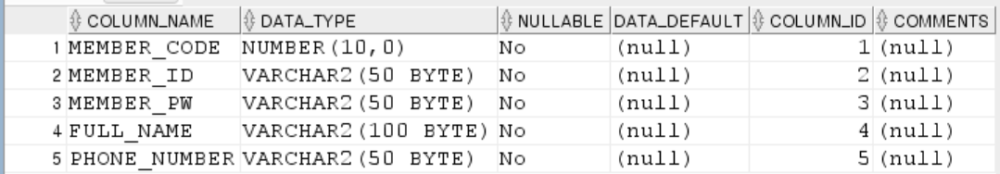 COLUMN_NAME DATA_TYPE NULLABLE DATA_DEFAULT COLUMN_ID COMMENTS
1 MEMBER_CODE NUMBER(10,0) No (null) 1 (null)
2 MEMBER_ID VARCHAR2(50 BYTE) No (null) 2 (null)
3 MEMBER_PW VARCHAR2(50 BYTE) No (null) 3 (null)
4 FULL_NAME VARCHAR2(100 BYTE) No (null) 4 (null)
5 PHONE_NUMBER VARCHAR2(50 BYTE) No (null) 5 (null)